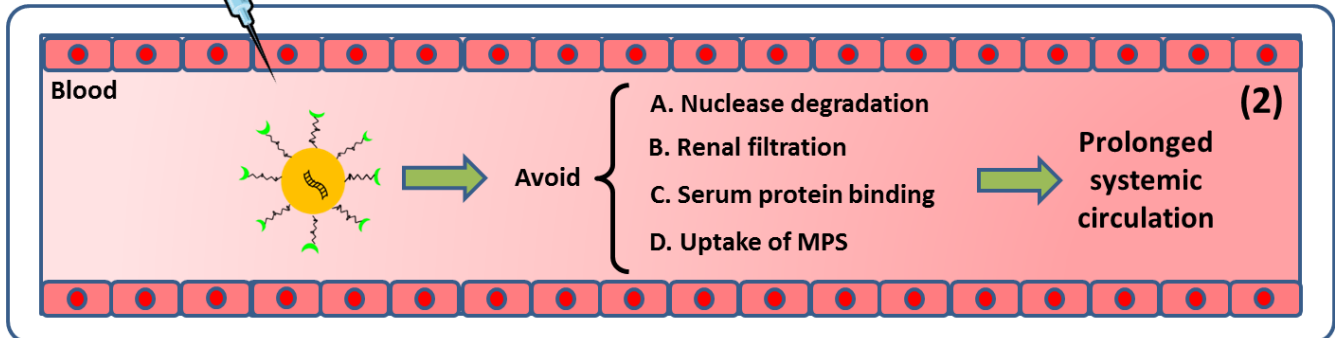 Blood
(2)
Avoid
A. Nuclease degradation
B. Renal filtration
C. Serum protein binding
D. Uptake of MPS
Prolonged
systemic
circulation